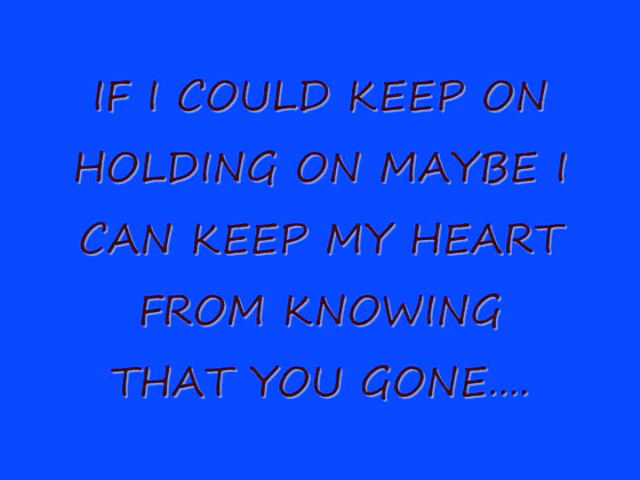 IF I COULD KEEP ON
HOLDING ON MAYBE I
CAN KEEP MY HEART
FROM KNOWING
THAT YOU GONE....